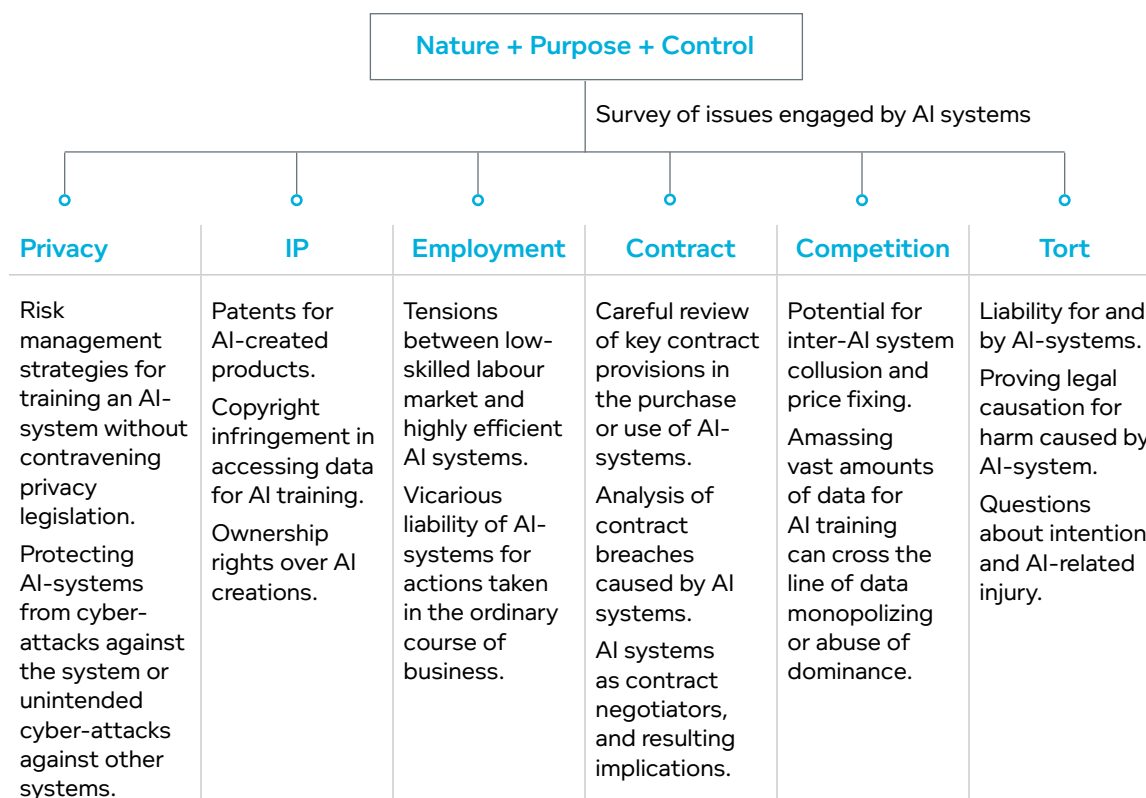 Nature + Purpose + Control
Survey of issues engaged by AI systems
Privacy
Risk
management
strategies for
training an AI-
system without
contravening
privacy
legislation.
Protecting
AI-systems
from cyber-
attacks against
the system or
unintended
cyber-attacks
against other
systems.
IP
Patents for
AI-created
products.
Copyright
infringement in
accessing data
for AI training.
Ownership
rights over AI
creations.
Employment
Tensions
between low-
skilled labour
market and
highly efficient
AI systems.
Vicarious
liability of AI-
systems for
actions taken
in the ordinary
course of
business.
Contract
Careful review
of key contract
provisions in
the purchase
or use of AI-
systems.
Analysis of
contract
breaches
caused by AI
systems.
AI systems
as contract
negotiators,
and resulting
implications.
Competition
Potential for
inter-AI system
collusion and
price fixing.
Amassing
vast amounts
of data for
AI training
can cross the
line of data
monopolizing
or abuse of
dominance.
Tort
Liability for and
by AI-systems.
Proving legal
causation for
harm caused by
AI-system.
Questions
about intention
and AI-related
injury.